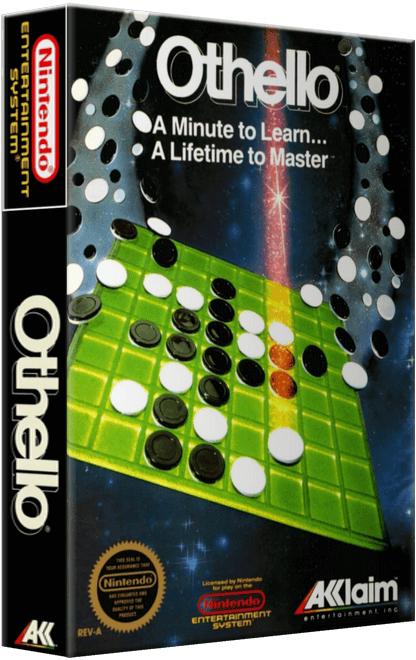 Nintendo®
ENTERTAINMENT
SYSTEM®
Othello®
Othello®
A Minute to Learn...
A Lifetime to Master™
THIS SEAL IS
YOUR ASSURANCE THAT
Nintendo
HAS EVALUATED AND
APPROVED THE
QUALITY OF THIS
PRODUCT.
REV-A
Licensed by Nintendo
for play on the
Nintendo
ENTERTAINMENT
SYSTEM
AKlaim
entertainment, inc.